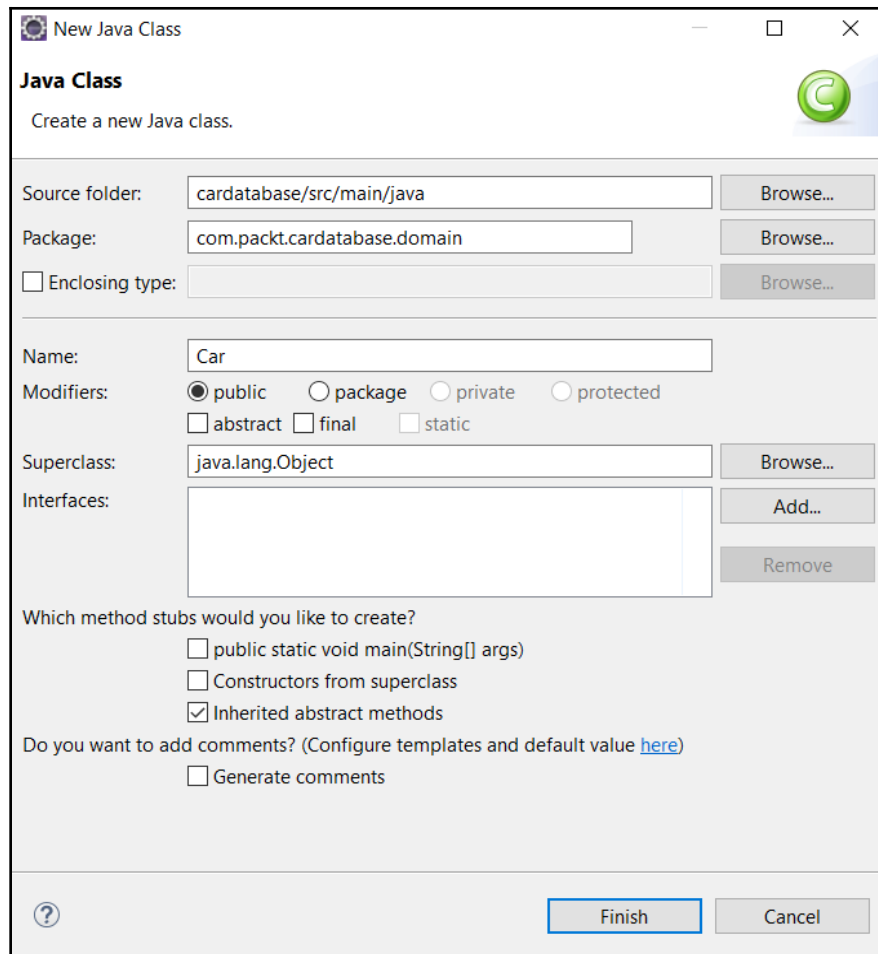 New Java Class
Java Class
Create a new Java class.
C
Source folder: cardatabase/src/main/java Browse...
Package: com.packt.cardatabase.domain Browse...
Enclosing type: Browse...
Name: Car
Modifiers: public package private protected
abstract final static
Superclass: java.lang.Object Browse...
Interfaces: Add...
Remove
Which method stubs would you like to create?
public static void main(String[] args)
Constructors from superclass
Inherited abstract methods
Do you want to add comments? (Configure templates and default value here)
Generate comments
? Finish Cancel